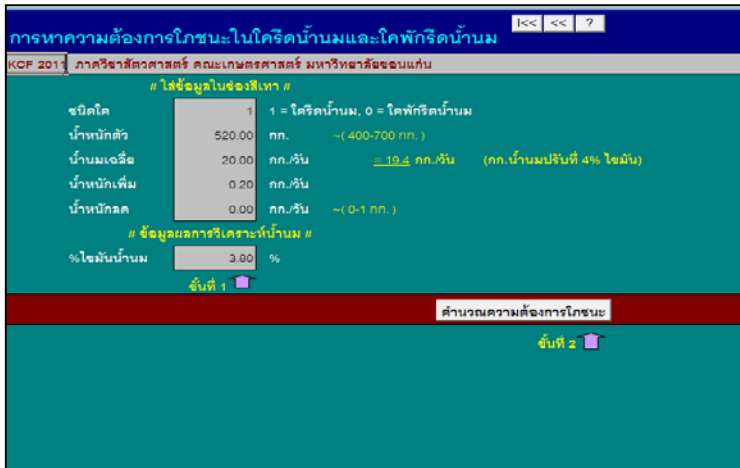 |<< << ?
การหาความต้องการโภชนะในโครีดน้ำนมและโคพักรีดน้ำนม
KCF 2011 ภาควิชาสัตวศาสตร์ คณะเกษตรศาสตร์ มหาวิทยาลัยขอนแก่น
// ใส่ข้อมูลในช่องสีเทา //
ชนิดโค 1 1 = โครีดน้ำนม, 0 = โคพักรีดน้ำนม
น้ำหนักตัว 520.00 กก. ~( 400-700 กก. )
น้ำนมเฉลี่ย 20.00 กก./วัน = 19.4 กก./วัน (กก.น้ำนมปรับที่ 4% ไขมัน)
น้ำหนักเพิ่ม 0.20 กก./วัน
น้ำหนักลด 0.00 กก./วัน ~( 0-1 กก. )
// ข้อมูลผลการวิเคราะห์น้ำนม //
%ไขมันน้ำนม 3.80 %
ขั้นที่ 1
คำนวณความต้องการโภชนะ
ขั้นที่ 2